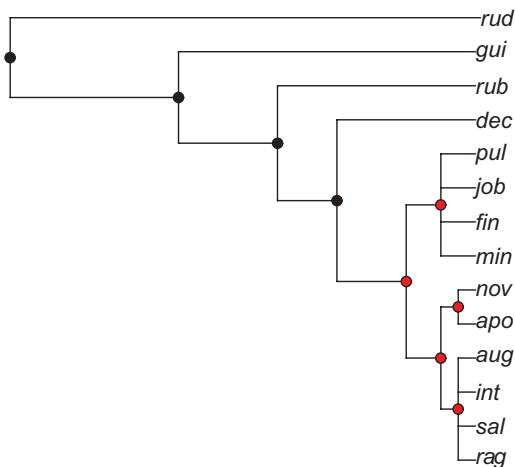 rud
gui
rub
dec
pul
job
fin
min
nov
apo
aug
int
sal
rag